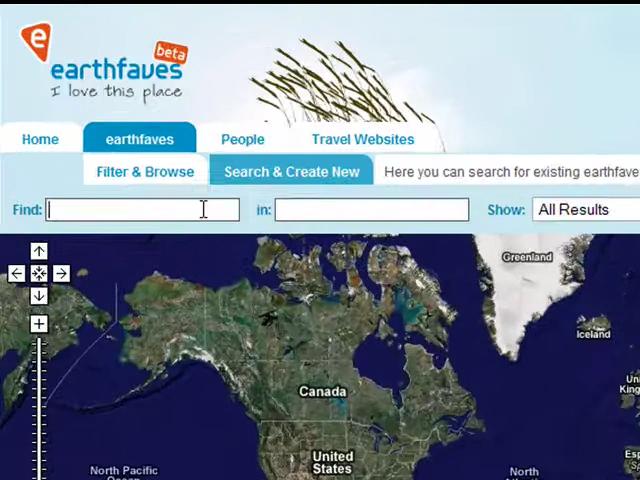 e
beta
earthfaves
I love this place
Home earthfaves People Travel Websites
Filter & Browse Search & Create New Here you can search for existing earthfave
Find: in: Show: All Results
Greenland
Iceland
Canada
United
States
North Pacific
North